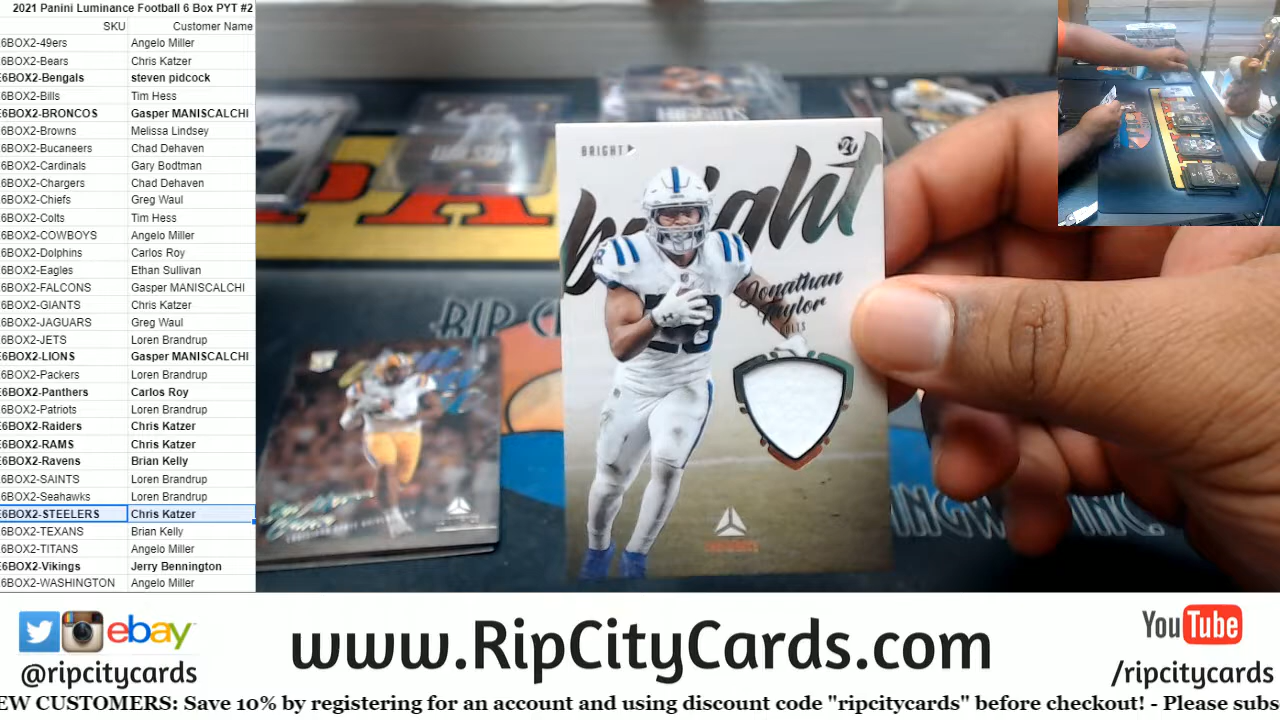 2021 Panini Luminance Football 6 Box PYT #2
SKU Customer Name
6BOX2-49ers Angelo Miller
6BOX2-Bears Chris Katzer
6BOX2-Bengals steven pidcock
6BOX2-Bills Tim Hess
6BOX2-BRONCOS Gasper MANISCALCHI
6BOX2-Browns Melissa Lindsey
6BOX2-Bucaneers Chad Dehaven
6BOX2-Cardinals Gary Bodtman
6BOX2-Chargers Chad Dehaven
6BOX2-Chiefs Greg Waul
6BOX2-Colts Tim Hess
6BOX2-COWBOYS Angelo Miller
6BOX2-Dolphins Carlos Roy
6BOX2-Eagles Ethan Sullivan
6BOX2-FALCONS Gasper MANISCALCHI
6BOX2-GIANTS Chris Katzer
6BOX2-JAGUARS Greg Waul
6BOX2-JETS Loren Brandrup
6BOX2-LIONS Gasper MANISCALCHI
6BOX2-Packers Loren Brandrup
6BOX2-Panthers Carlos Roy
6BOX2-Patriots Loren Brandrup
6BOX2-Raiders Chris Katzer
6BOX2-RAMS Chris Katzer
6BOX2-Ravens Brian Kelly
6BOX2-SAINTS Loren Brandrup
6BOX2-Seahawks Loren Brandrup
6BOX2-STEELERS Chris Katzer
6BOX2-TEXANS Brian Kelly
6BOX2-TITANS Angelo Miller
6BOX2-Vikings Jerry Bennington
6BOX2-WASHINGTON Angelo Miller
BRIGHT
21
bright
Jonathan
Taylor
COLTS
28
RIP
ebay
@ripcitycards
www.RipCityCards.com
YouTube
/ripcitycards
EW CUSTOMERS: Save 10% by registering for an account and using discount code "ripcitycards" before checkout! - Please subs